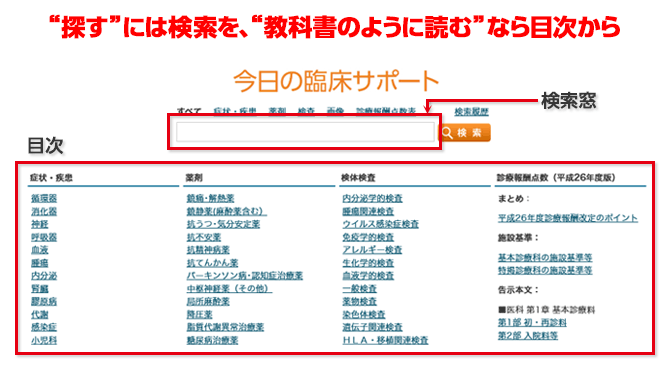 “探す”には検索を、“教科書のように読む”なら目次から
今日の臨床サポート
すべて 症状・疾患 薬剤 検査 画像 診療報酬点数表 検索履歴
検索窓
検索
目次
症状・疾患
循環器
消化器
神経
呼吸器
血液
腫瘍
内分泌
腎臓
膠原病
代謝
感染症
小児科
薬剤
鎮痛・解熱薬
鎮静薬(麻酔薬含む)
抗うつ・気分安定薬
抗不安薬
抗精神病薬
抗てんかん薬
パーキンソン病・認知症治療薬
中枢神経薬（その他）
局所麻酔薬
降圧薬
脂質代謝異常治療薬
糖尿病治療薬
検体検査
内分泌学的検査
腫瘍関連検査
ウイルス感染症検査
免疫学的検査
アレルギー検査
生化学的検査
血液学的検査
一般検査
薬物検査
染色体検査
遺伝子関連検査
ＨＬＡ・移植関連検査
診療報酬点数（平成26年度版）
まとめ：
平成26年度診療報酬改定のポイント
施設基準：
基本診療科の施設基準等
特掲診療科の施設基準等
告示本文：
■医科 第1章 基本診療料
第1部 初・再診料
第2部 入院料等